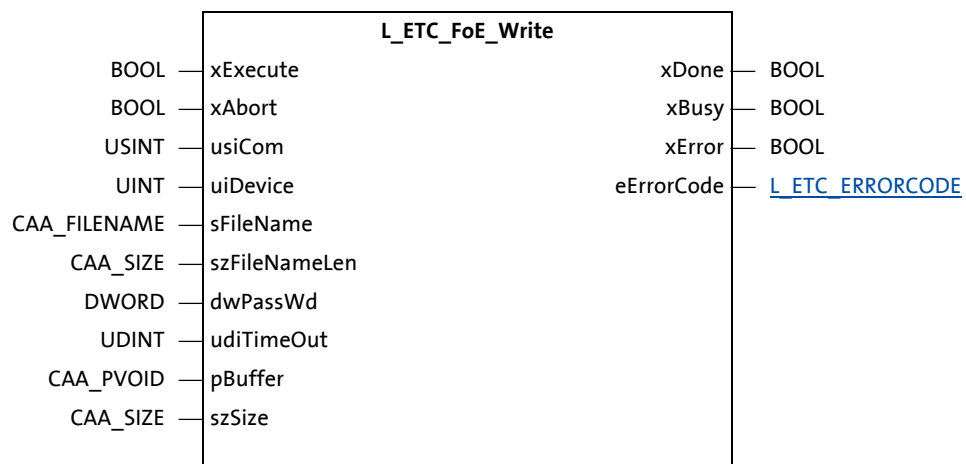 L_ETC_FoE_Write
BOOL xExecute xDone BOOL
BOOL xAbort xBusy BOOL
USINT usiCom xError BOOL
UINT uiDevice eErrorCode L_ETC_ERRORCODE
CAA_FILENAME sFileName
CAA_SIZE szFileNameLen
DWORD dwPassWd
UDINT udiTimeOut
CAA_PVOID pBuffer
CAA_SIZE szSize